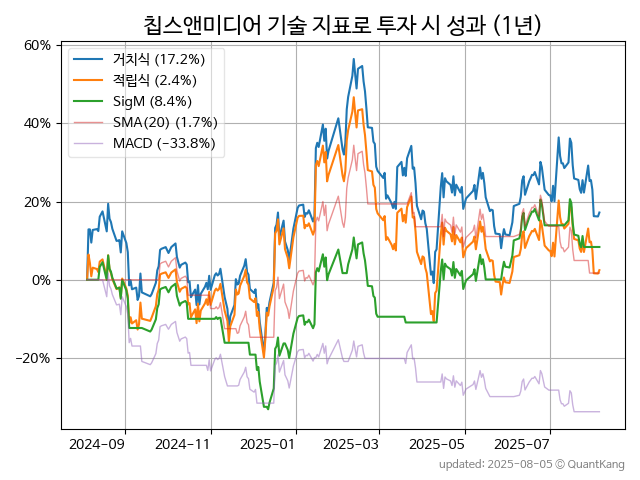 칩스앤미디어 기술 지표로 투자 시 성과 (1년)
60%
40%
20%
0%
−20%
거치식 (17.2%)
적립식 (2.4%)
SigM (8.4%)
SMA(20) (1.7%)
MACD (−33.8%)
2024-09
2024-11
2025-01
2025-03
2025-05
2025-07
updated: 2025-08-05 © QuantKang